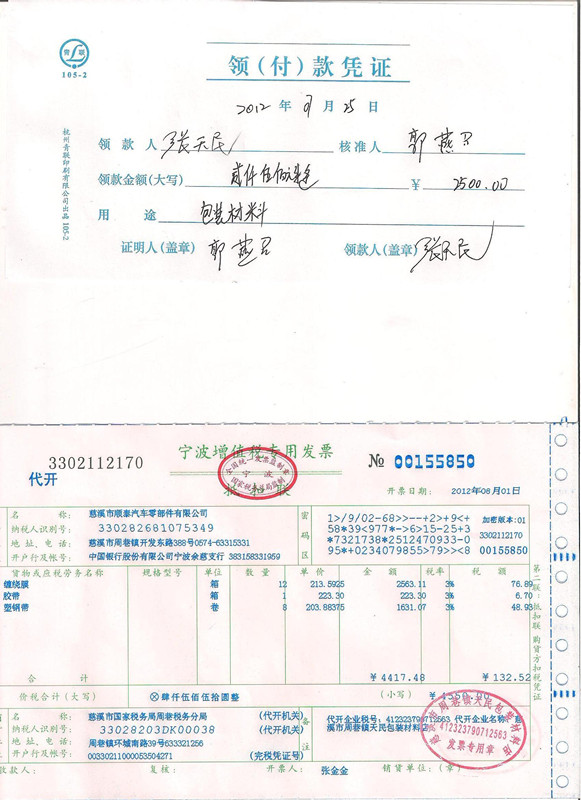 青联
105-2
领(付)款凭证
2012 年 9 月 25 日
领 款 人 张天民 核准人 郭燕君
领款金额(大写) 贰仟伍佰元整 ¥ 2500.00
用 途 包装材料
证明人(盖章) 郭燕君 领款人(盖章) 张天民
杭州青联印刷有限公司出品 105-2
3302112170
代开
宁波增值税专用发票
抵扣联
全国统一发票监制章
宁波
国家税务局监制
№ 00155850
开票日期: 2012年08月01日
名 称: 慈溪市顺泰汽车零部件有限公司
纳税人识别号: 330282681075349
地 址、电 话: 慈溪市周巷镇开发东路388号0574-63315331
开户行及帐号: 中国银行股份有限公司宁波余慈支行 383158331959
密码区
1>/9/02-68>>--+2>+9<+
58*39<977*->6>15-25+3
*7321738*2512470933-0
95*+0234079855>79>><8
加密版本:01
3302112170
00155850
货物或应税劳务名称 规格型号 单位 数 量 单 价 金 额 税率 税 额
缠绕膜 箱 12 213.5925 2563.11 3% 76.89
胶带 箱 1 223.30 223.30 3% 6.70
塑钢带 卷 8 203.88375 1631.07 3% 48.93
合 计 ¥4417.48 ¥132.52
价税合计(大写) ⊗肆仟伍佰伍拾圆整 (小写) ¥4550.00
名 称: 慈溪市国家税务局周巷税务分局 (代开机关)
纳税人识别号: 33028203DK00038 (代开机关)
地 址、电 话: 周巷镇环城南路39号633321256
开户行及帐号: 00330211000053504271 (完税凭证号)
备注
代开企业税号: 412323790712563 代开企业名称: 慈
溪市周巷镇天民包装材料店
慈溪市周巷镇天民包装材料店
412323790712563
发票专用章
收款人: 复核: 开票人: 张金金 销货单位:(章)
第二联:抵扣联 购货方扣税凭证